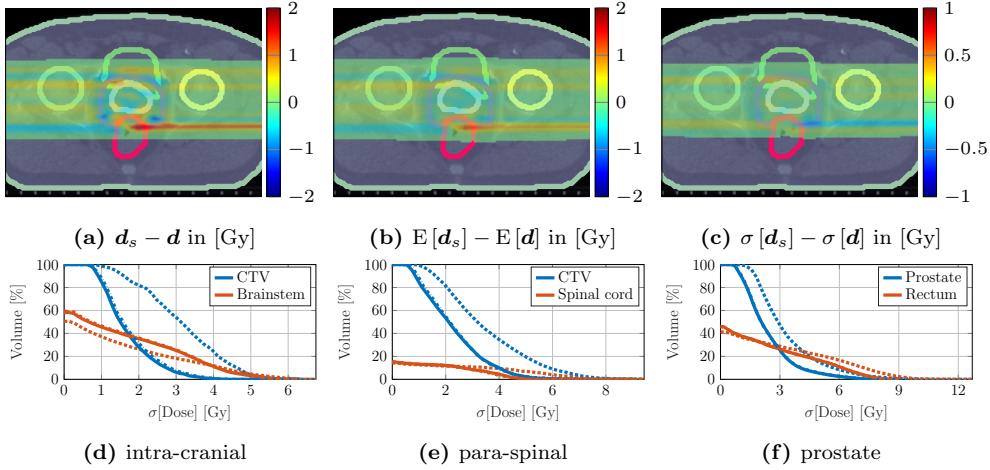 2
1
0
−1
−2
2
1
0
−1
−2
1
0.5
0
−0.5
−1
(a) d_s − d in [Gy]
(b) E [d_s] − E [d] in [Gy]
(c) σ [d_s] − σ [d] in [Gy]
Volume [%]
100
80
60
40
20
0
0 1 2 3 4 5 6
σ[Dose] [Gy]
CTV
Brainstem
Volume [%]
100
80
60
40
20
0
0 2 4 6 8
σ[Dose] [Gy]
CTV
Spinal cord
Volume [%]
100
80
60
40
20
0
0 3 6 9 12
σ[Dose] [Gy]
Prostate
Rectum
(d) intra-cranial
(e) para-spinal
(f) prostate